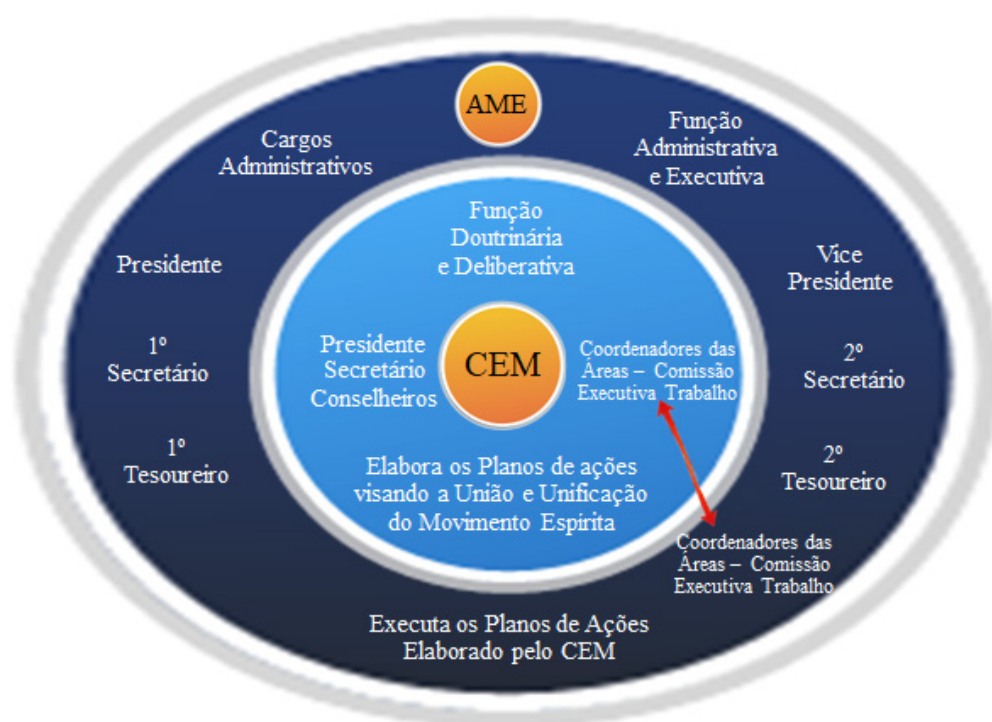 AME
Cargos
Administrativos
Função
Administrativa
e Executiva
Função
Doutrinária
e Deliberativa
Presidente
Vice
Presidente
1º
Secretário
Presidente
Secretário
Conselheiros
CEM
Coordenadores das
Áreas – Comissão
Executiva Trabalho
2º
Secretário
1º
Tesoureiro
Elabora os Planos de ações
visando a União e Unificação
do Movimento Espírita
2º
Tesoureiro
Coordenadores das
Áreas – Comissão
Executiva Trabalho
Executa os Planos de Ações
Elaborado pelo CEM